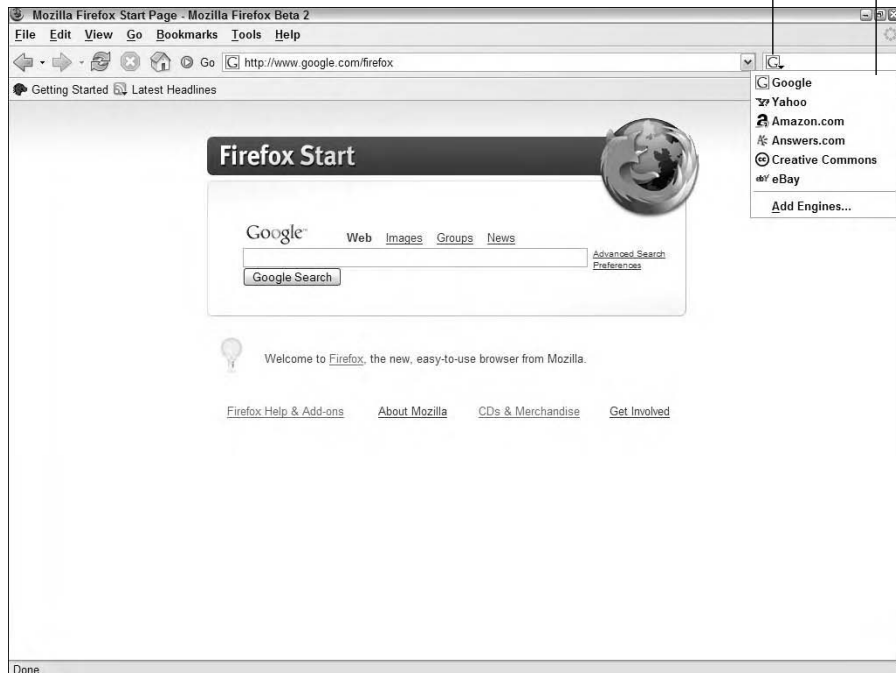 Mozilla Firefox Start Page - Mozilla Firefox Beta 2
File Edit View Go Bookmarks Tools Help
Go G http://www.google.com/firefox G
Getting Started Latest Headlines
G Google
Yahoo
a Amazon.com
Answers.com
cc Creative Commons
ebY eBay
Add Engines...
Firefox Start
Google™ Web Images Groups News
Advanced Search
Preferences
Google Search
Welcome to Firefox, the new, easy-to-use browser from Mozilla.
Firefox Help & Add-ons About Mozilla CDs & Merchandise Get Involved
Done